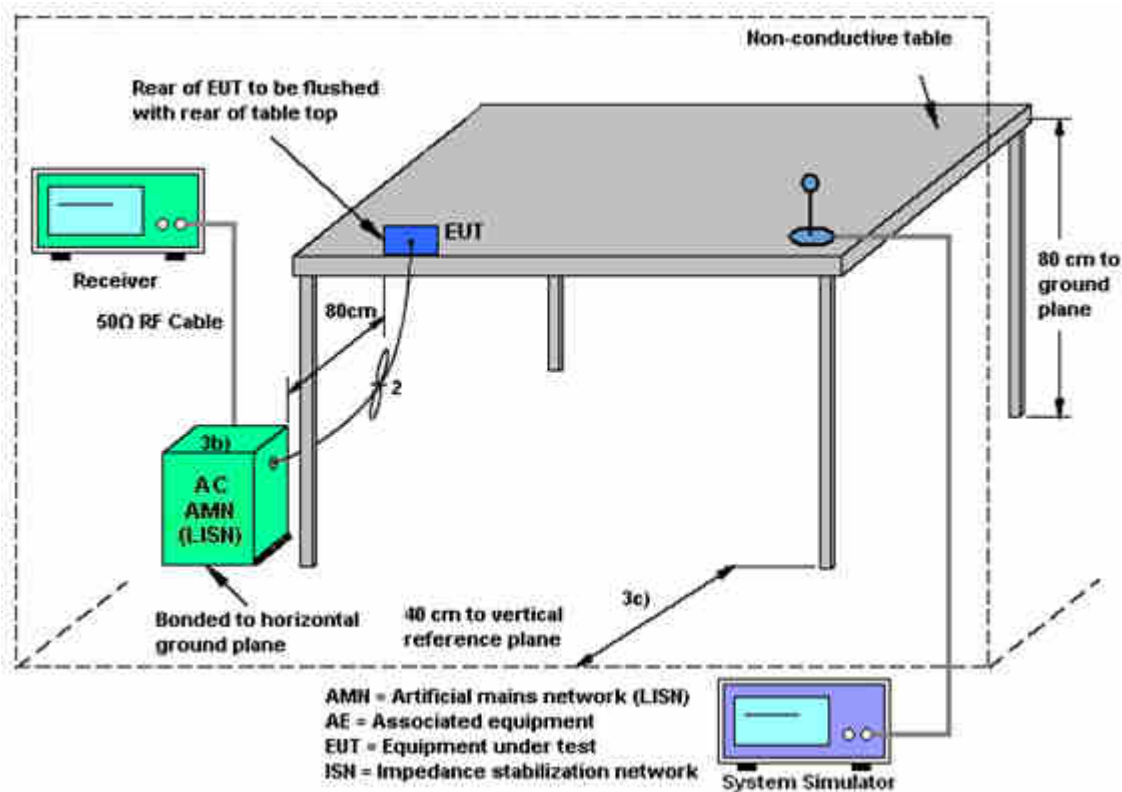 Non-conductive table
Rear of EUT to be flushed
with rear of table top
EUT
Receiver
80 cm to
ground
plane
80cm
50Ω RF Cable
2
3b)
AC
AMN
(LISN)
3c)
Bonded to horizontal
ground plane
40 cm to vertical
reference plane
AMN = Artificial mains network (LISN)
AE = Associated equipment
EUT = Equipment under test
ISN = Impedance stabilization network
System Simulator